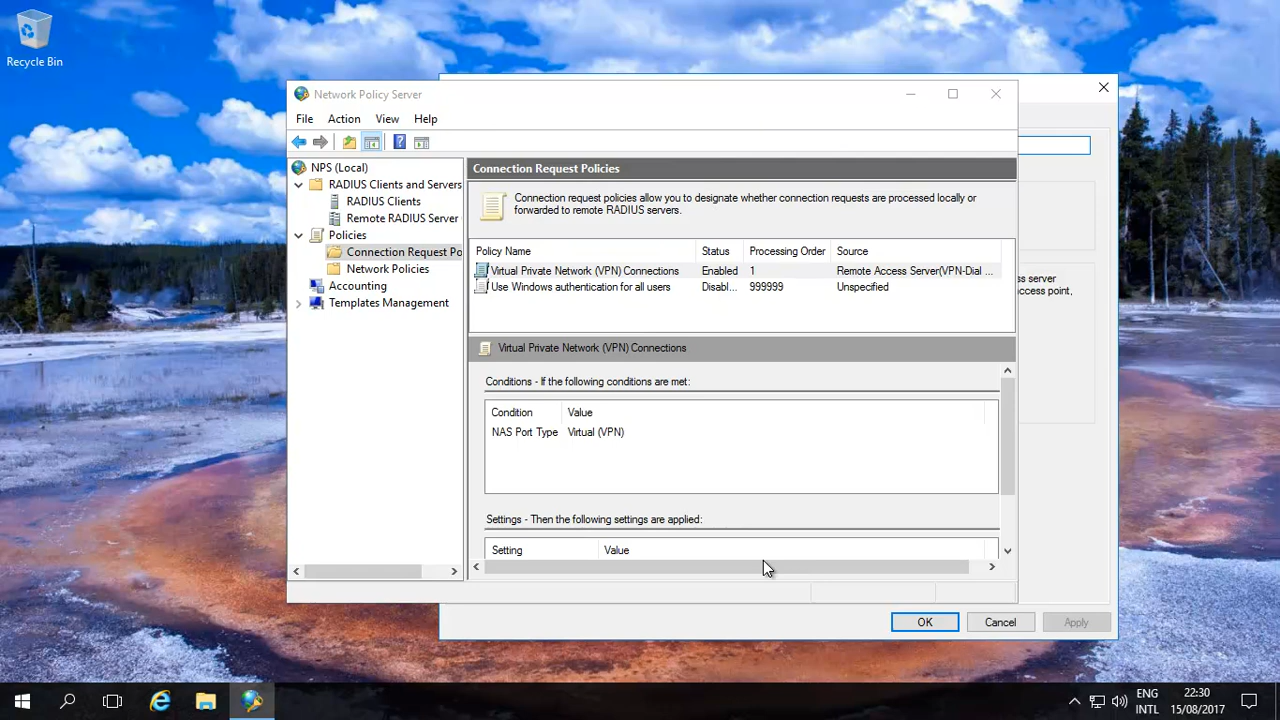 Recycle Bin
Network Policy Server
File Action View Help
NPS (Local)
RADIUS Clients and Servers
RADIUS Clients
Remote RADIUS Server
Policies
Connection Request Po
Network Policies
Accounting
Templates Management
Connection Request Policies
Connection request policies allow you to designate whether connection requests are processed locally or
forwarded to remote RADIUS servers.
Policy Name Status Processing Order Source
Virtual Private Network (VPN) Connections Enabled 1 Remote Access Server(VPN-Dial ...
Use Windows authentication for all users Disabl... 999999 Unspecified
Virtual Private Network (VPN) Connections
Conditions - If the following conditions are met:
Condition Value
NAS Port Type Virtual (VPN)
Settings - Then the following settings are applied:
Setting Value
ss server
ccess point,
OK Cancel Apply
ENG
INTL
22:30
15/08/2017